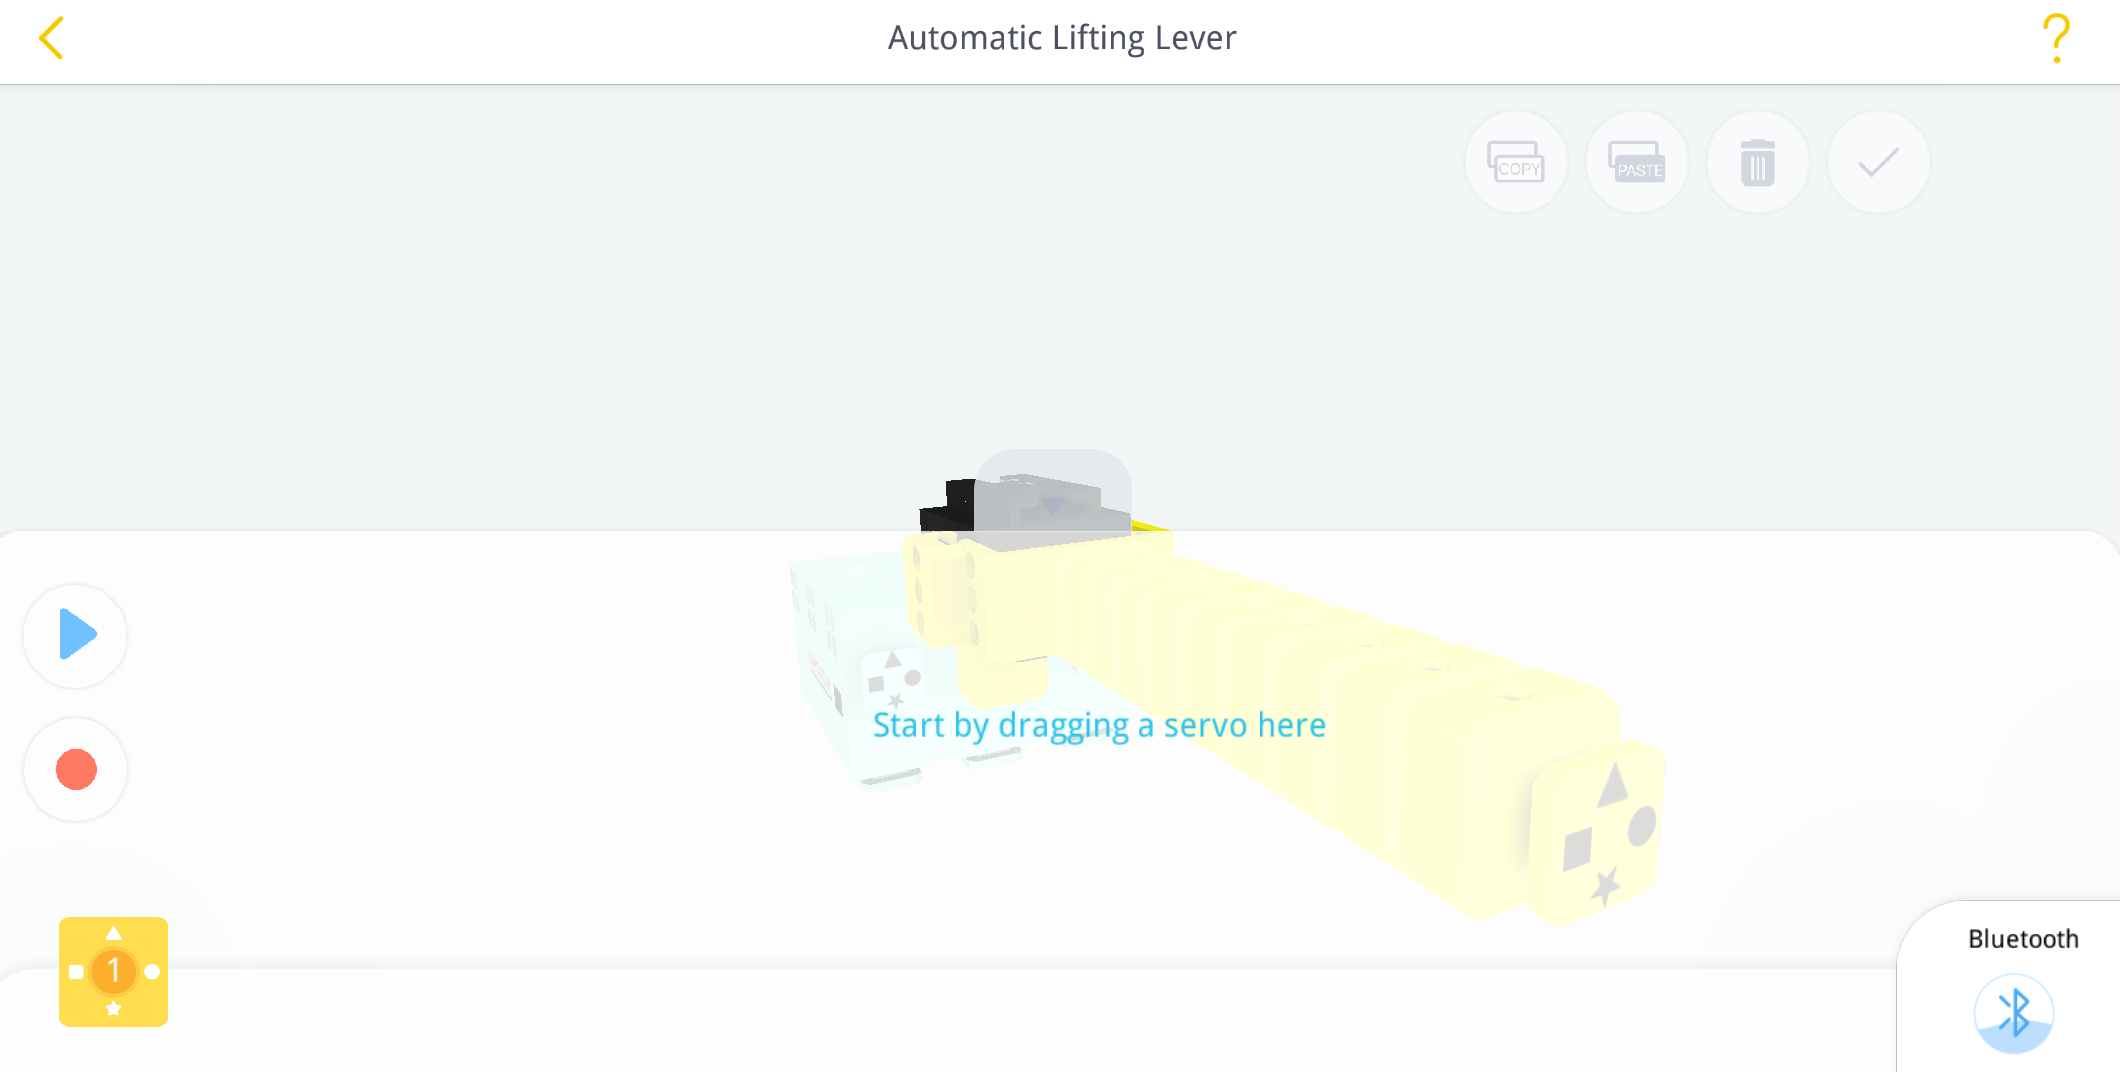 Automatic Lifting Lever
?
COPY
PASTE
Start by dragging a servo here
1
Bluetooth